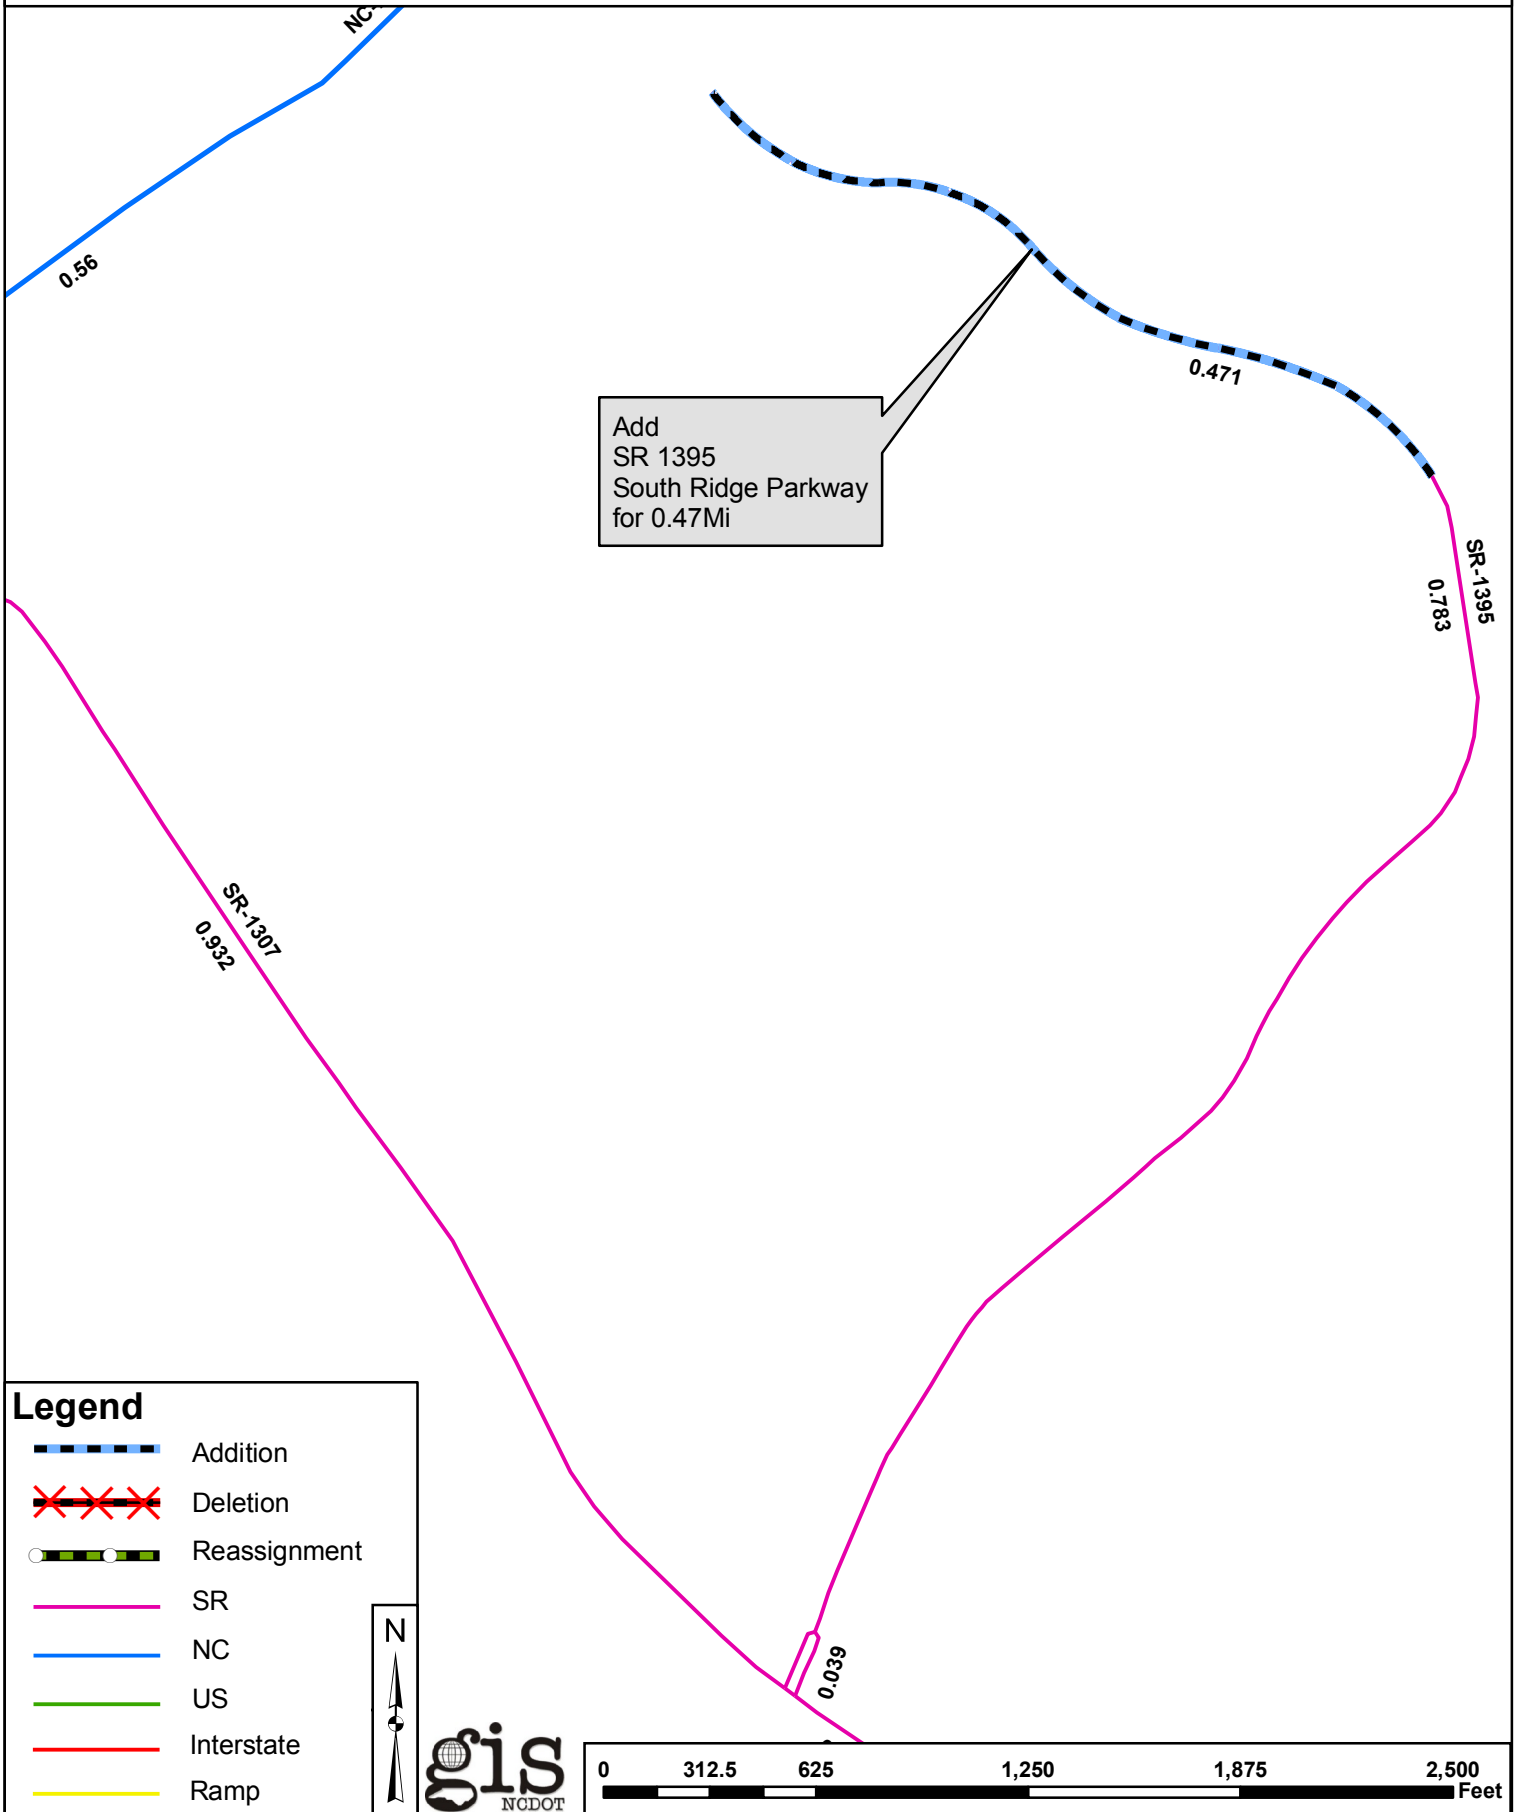 NC-
0.56
0.471
Add
SR 1395
South Ridge Parkway
for 0.47Mi
SR-1395
0.783
SR-1307
0.932
0.039
Legend
Addition
Deletion
Reassignment
SR
NC
US
Interstate
Ramp
N
gis
NCDOT
0 312.5 625 1,250 1,875 2,500
Feet